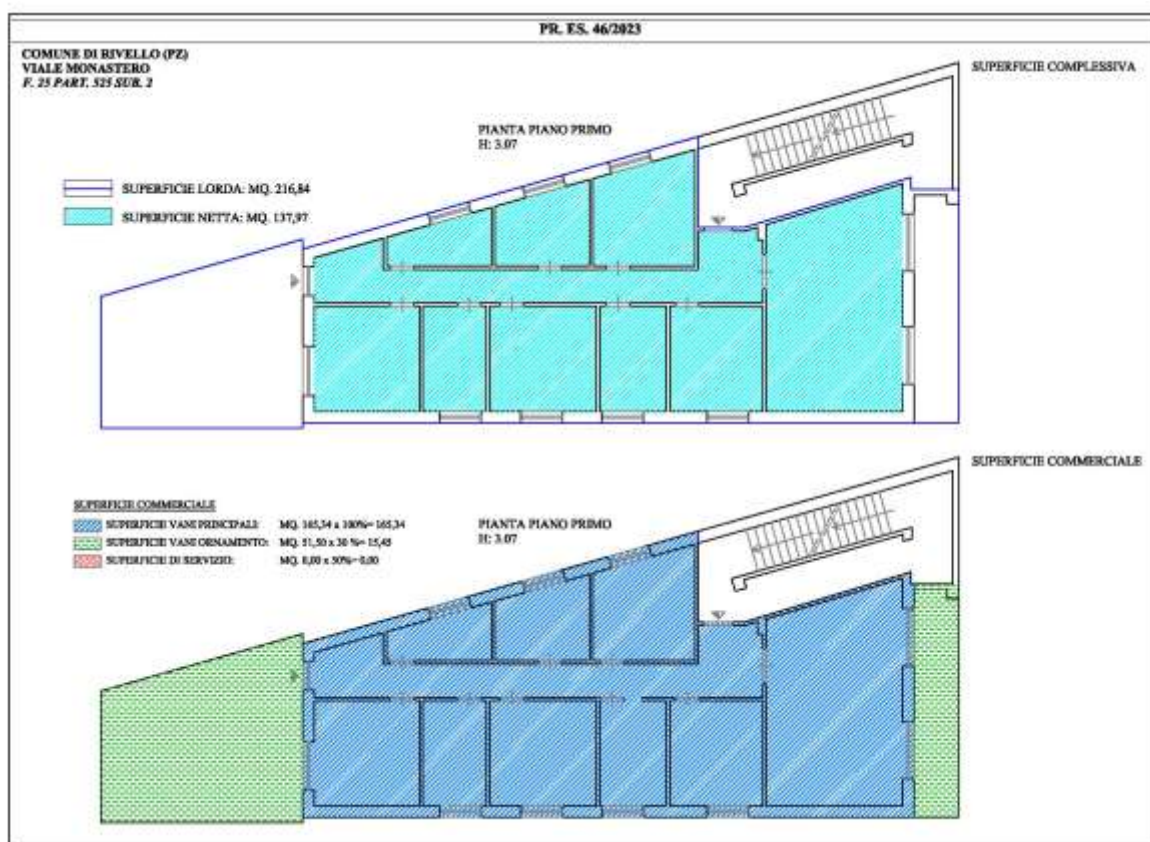 PR. ES. 46/2023
COMUNE DI RIVELLO (PZ)
VIALE MONASTERO
F. 25 PART. 525 SUB. 2
SUPERFICIE COMPLESSIVA
PIANTA PIANO PRIMO
H: 3.07
SUPERFICIE LORDA: MQ. 216,84
SUPERFICIE NETTA: MQ. 137,97
SUPERFICIE COMMERCIALE
SUPERFICIE COMMERCIALE
SUPERFICIE VANI PRINCIPALI: MQ. 165,34 x 100%= 165,34
SUPERFICIE VANI ORNAMENTO: MQ. 51,50 x 30 %= 15,45
SUPERFICIE DI SERVIZIO: MQ. 0,00 x 50%= 0,00
PIANTA PIANO PRIMO
H: 3.07